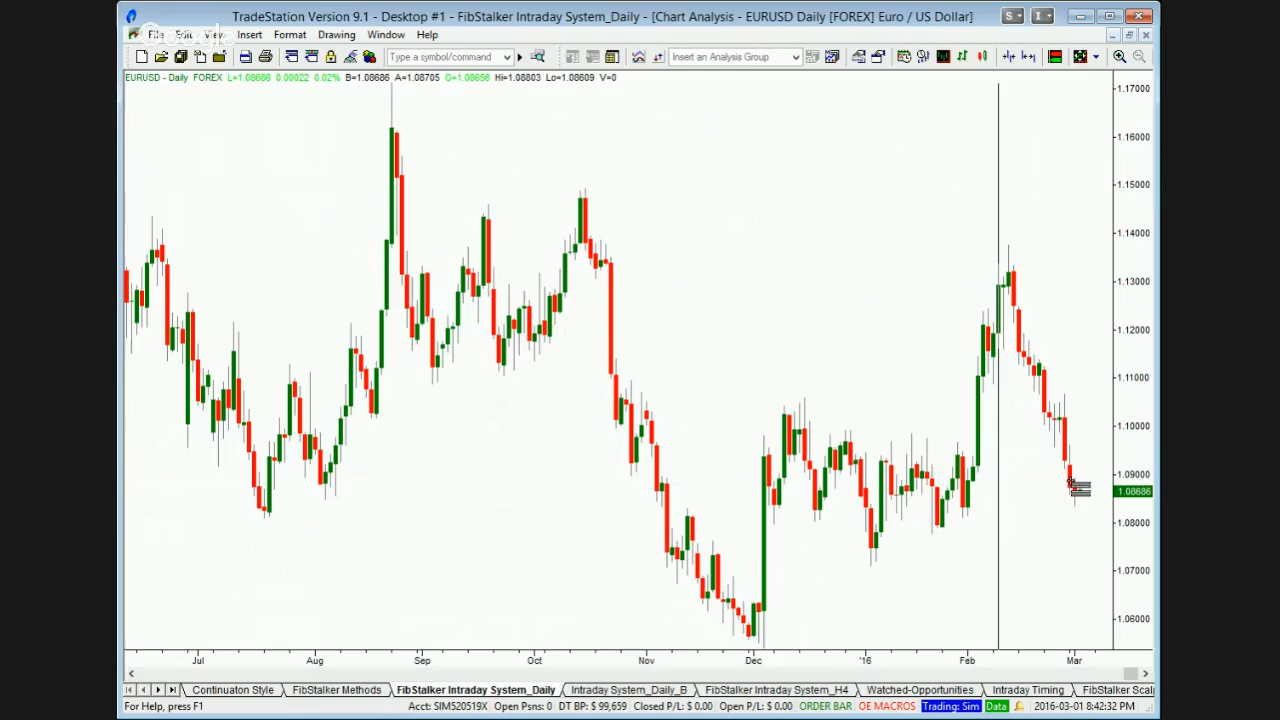 TradeStation Version 9.1 - Desktop #1 - FibStalker Intraday System_Daily - [Chart Analysis - EURUSD Daily [FOREX] Euro / US Dollar]
S I
Google
File Edit View Insert Format Drawing Window Help
Type a symbol/command Insert an Analysis Group
EURUSD - Daily FOREX L=1.08686 0.00022 0.02% B=1.08686 A=1.08705 O=1.08656 Hi=1.08803 Lo=1.08609 V=0
1.17000
1.16000
1.15000
1.14000
1.13000
1.12000
1.11000
1.10000
1.09000
1.08686
1.08000
1.07000
1.06000
Jul Aug Sep Oct Nov Dec '16 Feb Mar
Continuaton Style FibStalker Methods FibStalker Intraday System_Daily Intraday System_Daily_B FibStalker Intraday System_H4 Watched-Opportunities Intraday Timing FibStalker Scal
For Help, press F1 Acct: SIM520519X Open Psns: 0 DT BP: $ 99,659 Closed P/L: $ 0.00 Open P/L: $ 0.00 ORDER BAR OE MACROS Trading: Sim Data 2016-03-01 8:42:32 PM